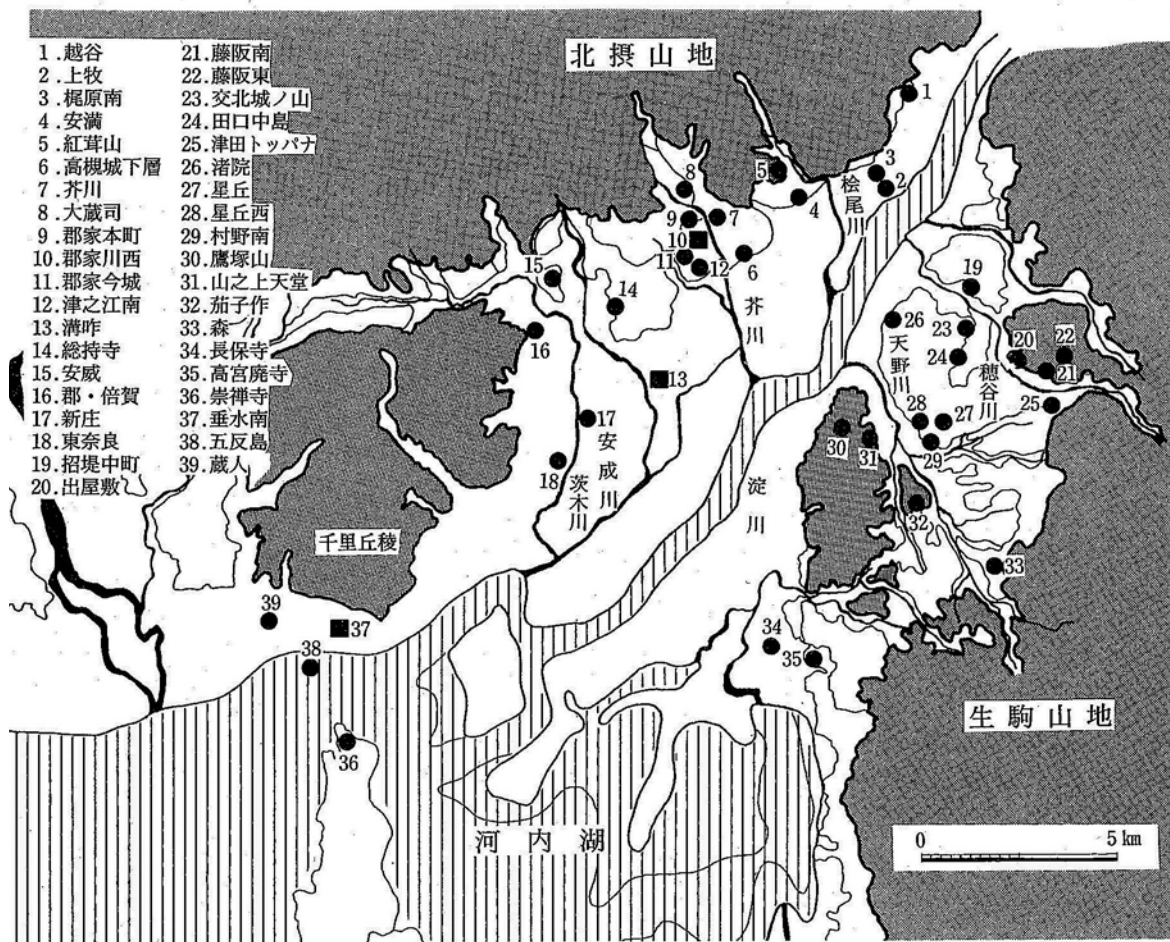 1.越谷
2.上牧
3.梶原南
4.安満
5.紅茸山
6.高槻城下層
7.芥川
8.大蔵司
9.郡家本町
10.郡家川西
11.郡家今城
12.津之江南
13.溝咋
14.総持寺
15.安威
16.郡・倍賀
17.新庄
18.東奈良
19.招堤中町
20.出屋敷
21.藤阪南
22.藤阪東
23.交北城ノ山
24.田口中島
25.津田トッパナ
26.渚院
27.星丘
28.星丘西
29.村野南
30.鷹塚山
31.山之上天堂
32.茄子作
33.森
34.長保寺
35.高宮廃寺
36.崇禅寺
37.垂水南
38.五反島
39.蔵人
北摂山地
1
3
2
5
4
桧尾川
8
9
7
10
11
12
6
芥川
15
14
16
13
17
安成川
18
茨木川
千里丘稜
淀川
19
26
23
天野川
24
20
22
21
穂谷川
25
28
27
29
30
31
32
33
39
37
38
34
35
36
生駒山地
河内湖
0 5km